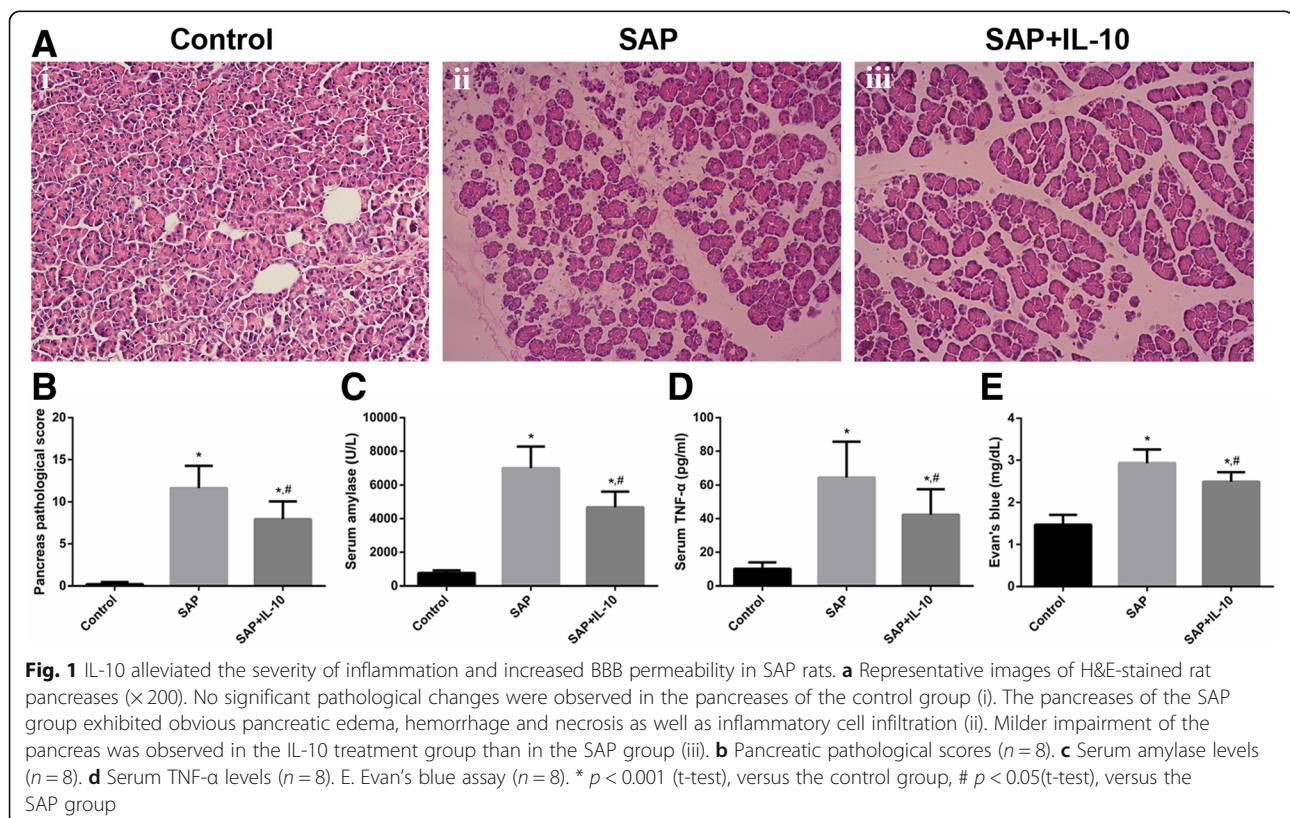 A Control SAP SAP+IL-10
i ii iii
B C D E
Pancreas pathological score
20
15
10
5
0
Control SAP SAP+IL-10
*
*,#
Serum amylase (U/L)
10000
8000
6000
4000
2000
0
Control SAP SAP+IL-10
*
*,#
Serum TNF-α (pg/ml)
100
80
60
40
20
0
Control SAP SAP+IL-10
*
*,#
Evan's blue (mg/dL)
4
3
2
1
0
Control SAP SAP+IL-10
*
*,#
Fig. 1 IL-10 alleviated the severity of inflammation and increased BBB permeability in SAP rats. a Representative images of H&E-stained rat
pancreases (× 200). No significant pathological changes were observed in the pancreases of the control group (i). The pancreases of the SAP
group exhibited obvious pancreatic edema, hemorrhage and necrosis as well as inflammatory cell infiltration (ii). Milder impairment of the
pancreas was observed in the IL-10 treatment group than in the SAP group (iii). b Pancreatic pathological scores (n = 8). c Serum amylase levels
(n = 8). d Serum TNF-α levels (n = 8). E. Evan's blue assay (n = 8). * p < 0.001 (t-test), versus the control group, # p < 0.05(t-test), versus the
SAP group